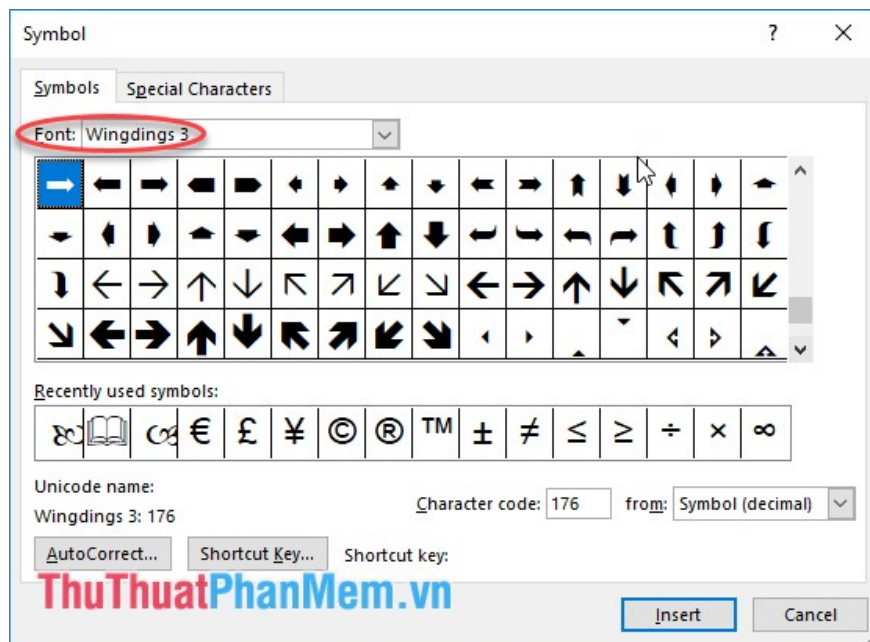 Symbol ?
Symbols Special Characters
Font: Wingdings 3
Recently used symbols:
€ £ ¥ © ® ™ ± ≠ ≤ ≥ ÷ × ∞
Unicode name:
Wingdings 3: 176
Character code: 176 from: Symbol (decimal)
AutoCorrect... Shortcut Key... Shortcut key:
ThuThuatPhanMem.vn
Insert Cancel